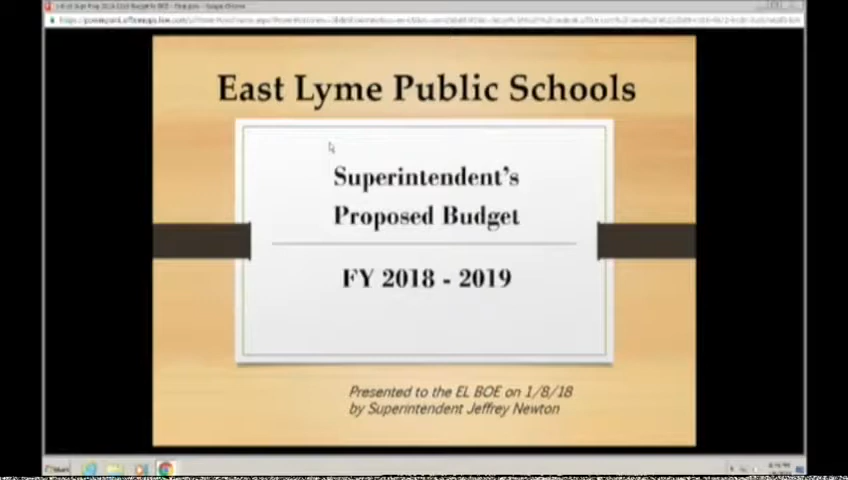 East Lyme Public Schools
Superintendent's
Proposed Budget
FY 2018 - 2019
Presented to the EL BOE on 1/8/18
by Superintendent Jeffrey Newton